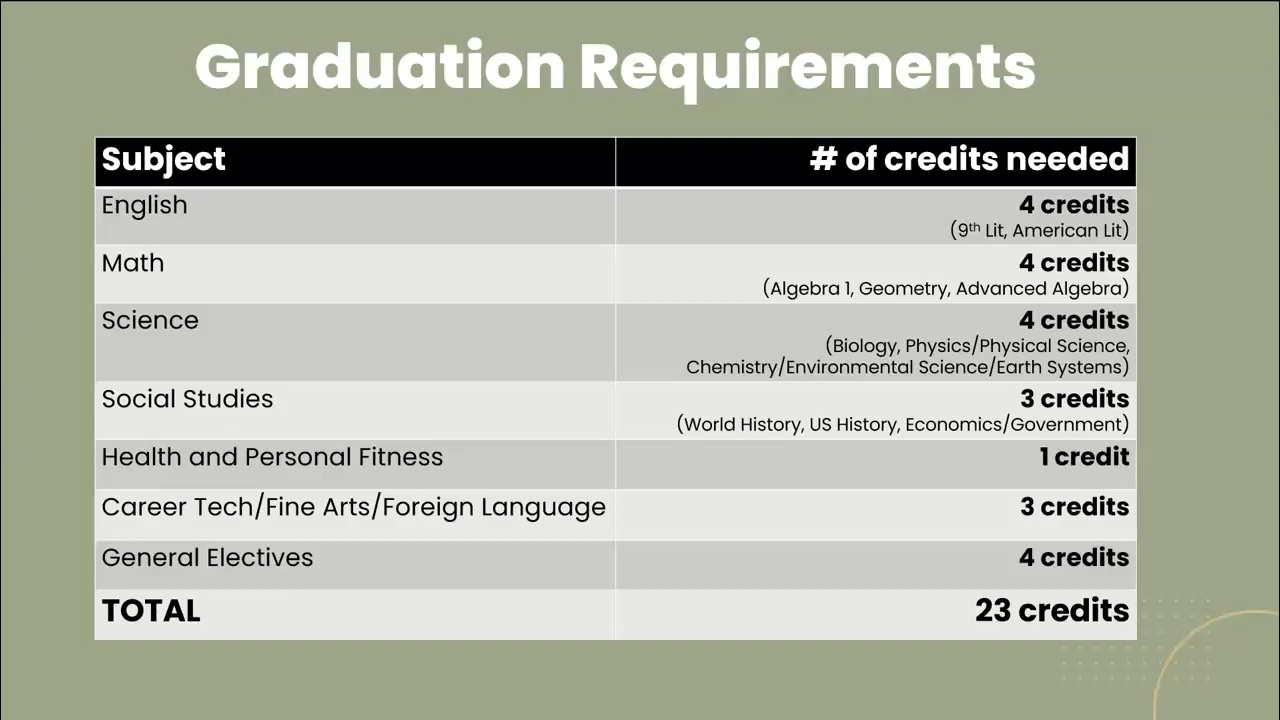 Graduation Requirements
Subject # of credits needed
English 4 credits
(9th Lit, American Lit)
Math 4 credits
(Algebra 1, Geometry, Advanced Algebra)
Science 4 credits
(Biology, Physics/Physical Science,
Chemistry/Environmental Science/Earth Systems)
Social Studies 3 credits
(World History, US History, Economics/Government)
Health and Personal Fitness 1 credit
Career Tech/Fine Arts/Foreign Language 3 credits
General Electives 4 credits
TOTAL 23 credits